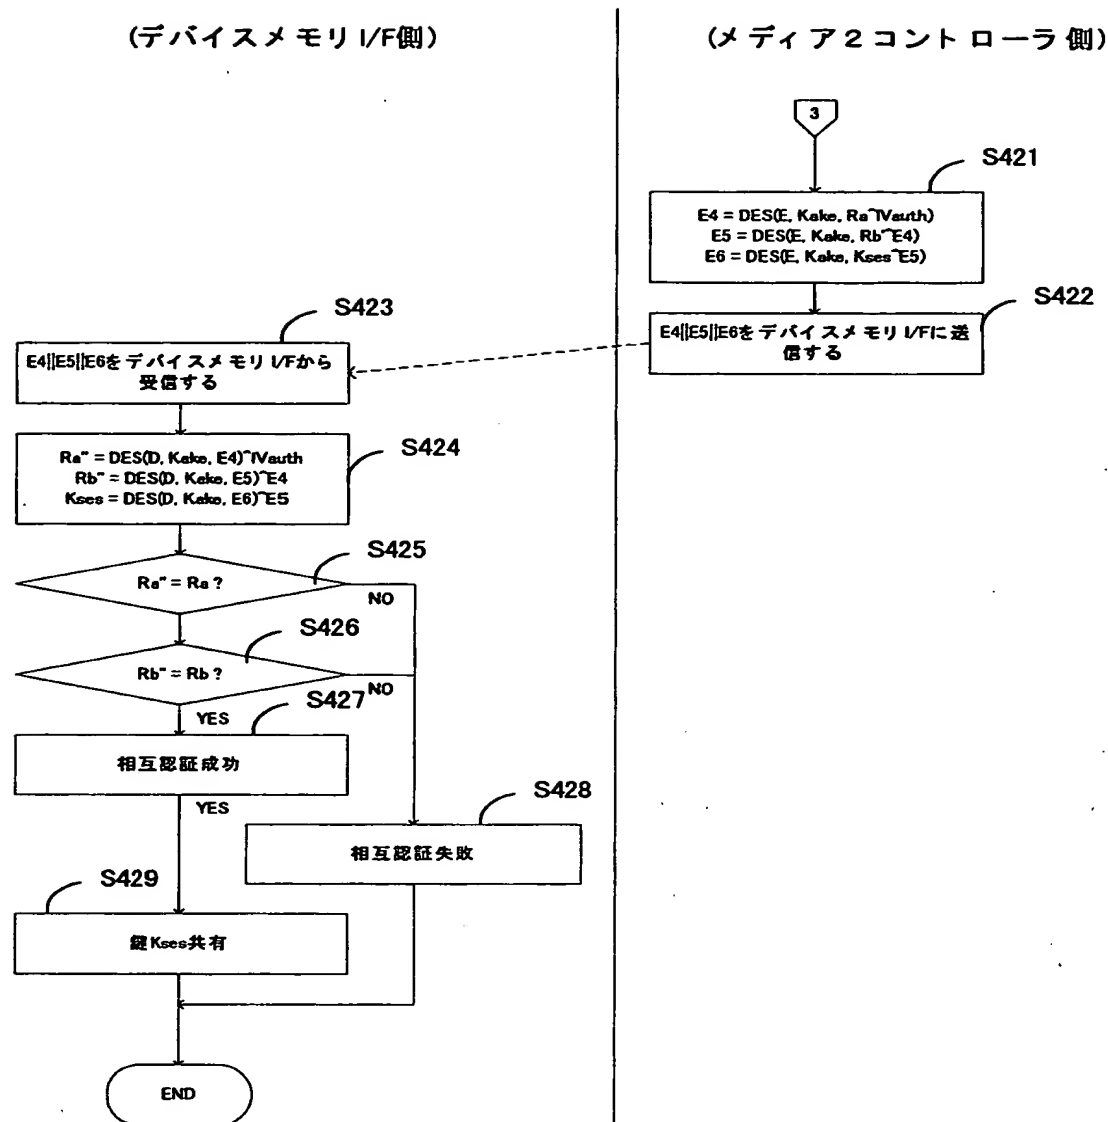 (デバイスメモリI/F側)
(メディア2コントローラ側)
3
S421
E4 = DES(E, Kake, Ra^IVauth)
E5 = DES(E, Kake, Rb"^E4)
E6 = DES(E, Kake, Kses^E5)
S422
E4||E5||E6をデバイスメモリI/Fに送
信する
S423
E4||E5||E6をデバイスメモリI/Fから
受信する
S424
Ra" = DES(D, Kake, E4)^IVauth
Rb" = DES(D, Kake, E5)^E4
Kses = DES(D, Kake, E6)^E5
S425
Ra" = Ra ?
NO
S426
Rb" = Rb ?
NO
YES
S427
相互認証成功
YES
S428
相互認証失敗
S429
鍵Kses共有
END